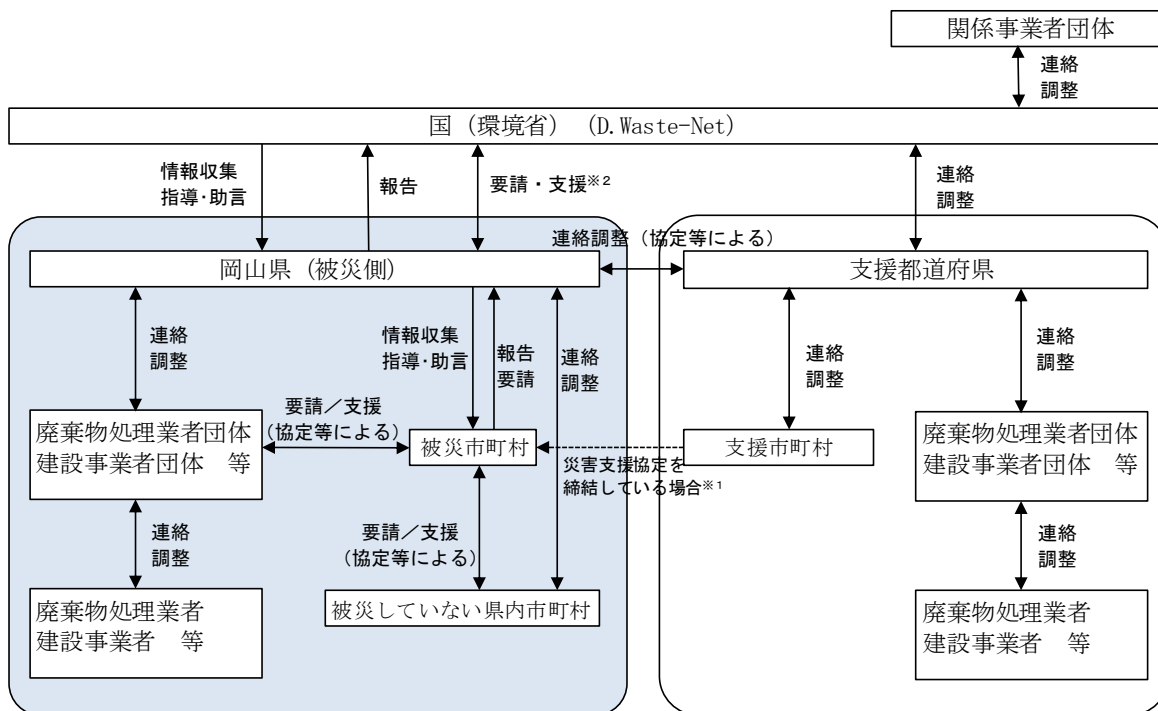 関係事業者団体
連絡
調整
国（環境省）（D.Waste-Net）
情報収集
指導・助言
報告
要請・支援※２
連絡
調整
連絡調整（協定等による）
岡山県（被災側）
支援都道府県
連絡
調整
情報収集
指導・助言
報告
要請
連絡
調整
連絡
調整
連絡
調整
要請／支援
（協定等による）
廃棄物処理業者団体
建設事業者団体　等
被災市町村
支援市町村
廃棄物処理業者団体
建設事業者団体　等
災害支援協定を
締結している場合※１
連絡
調整
要請／支援
（協定等による）
連絡
調整
廃棄物処理業者
建設事業者　等
被災していない県内市町村
廃棄物処理業者
建設事業者　等